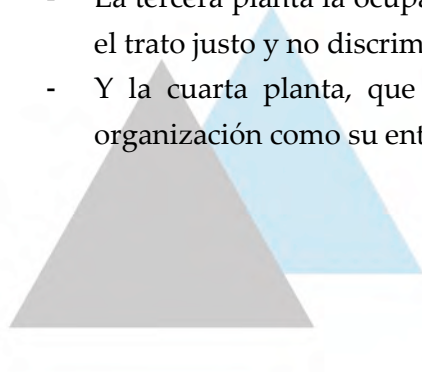 - La tercera planta la ocupa
el trato justo y no discrim
- Y la cuarta planta, que
organización como su ent